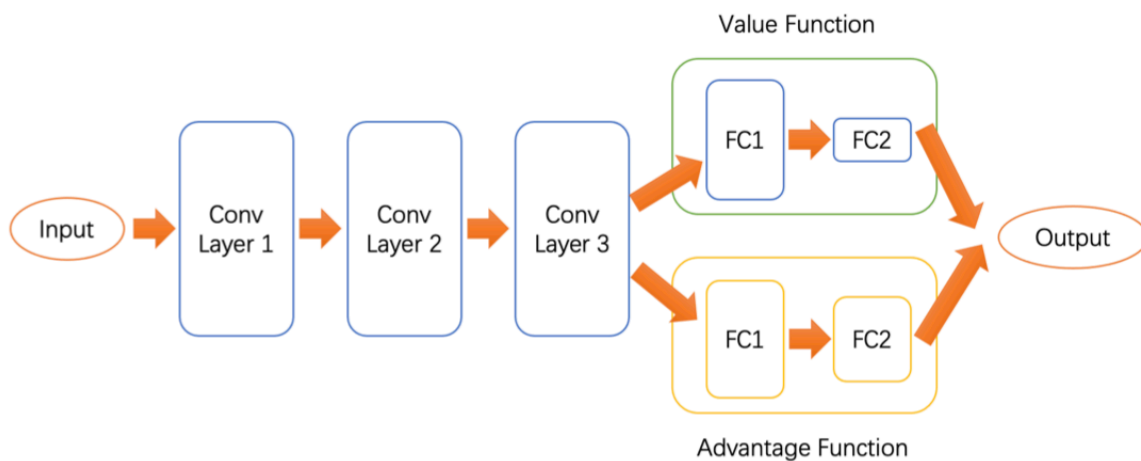 Value Function
FC1
FC2
Input
Conv
Layer 1
Conv
Layer 2
Conv
Layer 3
Output
FC1
FC2
Advantage Function